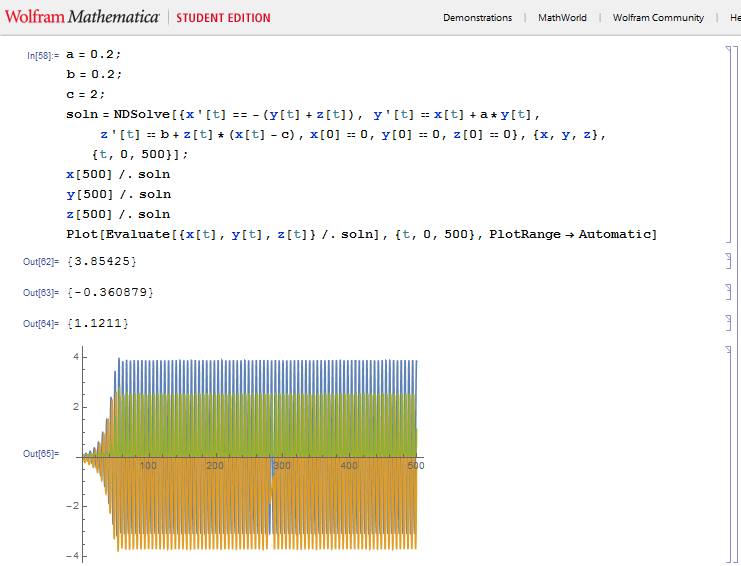 Wolfram Mathematica | STUDENT EDITION Demonstrations | MathWorld | Wolfram Community | He
In[58]:= a = 0.2;
b = 0.2;
c = 2;
soln = NDSolve[{x'[t] == -(y[t] + z[t]), y'[t] == x[t] + a*y[t],
z'[t] == b + z[t] * (x[t] - c), x[0] == 0, y[0] == 0, z[0] == 0}, {x, y, z},
{t, 0, 500}];
x[500] /. soln
y[500] /. soln
z[500] /. soln
Plot[Evaluate[{x[t], y[t], z[t]} /. soln], {t, 0, 500}, PlotRange → Automatic]
Out[62]= {3.85425}
Out[63]= {-0.360879}
Out[64]= {1.1211}
4
2
Out[65]=
100 200 300 400 500
-2
-4